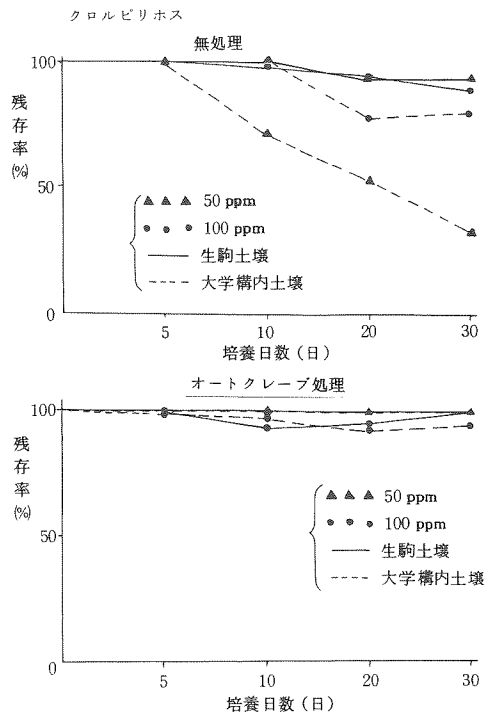 クロルピリホス
無処理
100
残存率(%)
50
0
▲ ▲ ▲ 50 ppm
● ● ● 100 ppm
生駒土壌
大学構内土壌
5 10 20 30
培養日数(日)
オートクレーブ処理
100
残存率(%)
50
0
▲ ▲ ▲ 50 ppm
● ● ● 100 ppm
生駒土壌
大学構内土壌
5 10 20 30
培養日数(日)